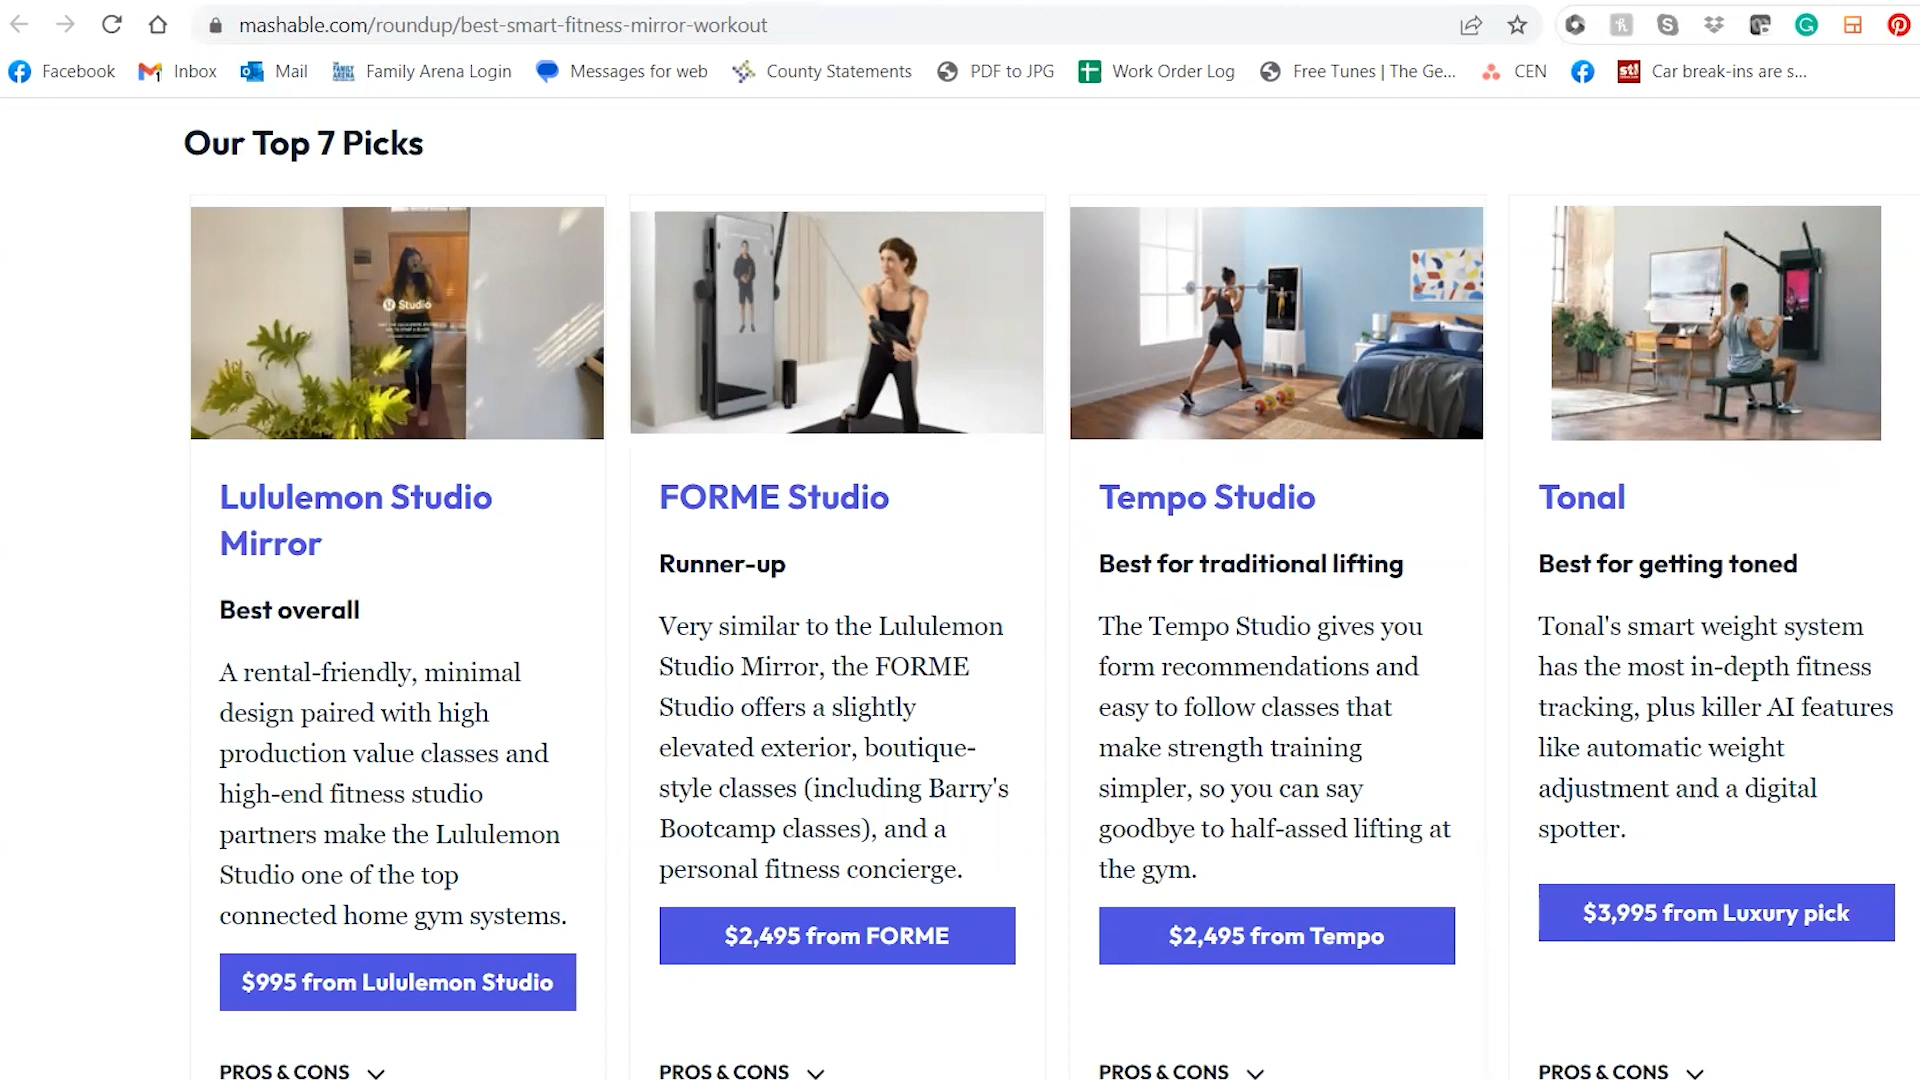 mashable.com/roundup/best-smart-fitness-mirror-workout
Facebook
Inbox
Mail
FAMILY ARENA
Family Arena Login
Messages for web
County Statements
PDF to JPG
Work Order Log
Free Tunes | The Ge...
CEN
stl
Car break-ins are s...
Our Top 7 Picks
Studio
Lululemon Studio
Mirror
Best overall
A rental-friendly, minimal
design paired with high
production value classes and
high-end fitness studio
partners make the Lululemon
Studio one of the top
connected home gym systems.
$995 from Lululemon Studio
PROS & CONS
FORME Studio
Runner-up
Very similar to the Lululemon
Studio Mirror, the FORME
Studio offers a slightly
elevated exterior, boutique-
style classes (including Barry's
Bootcamp classes), and a
personal fitness concierge.
$2,495 from FORME
PROS & CONS
Tempo Studio
Best for traditional lifting
The Tempo Studio gives you
form recommendations and
easy to follow classes that
make strength training
simpler, so you can say
goodbye to half-assed lifting at
the gym.
$2,495 from Tempo
PROS & CONS
Tonal
Best for getting toned
Tonal's smart weight system
has the most in-depth fitness
tracking, plus killer AI features
like automatic weight
adjustment and a digital
spotter.
$3,995 from Luxury pick
PROS & CONS